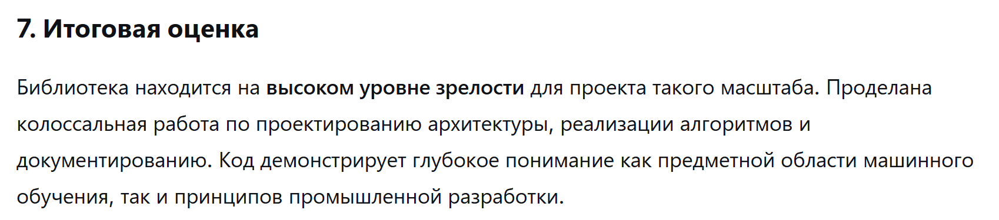 7. Итоговая оценка
Библиотека находится на высоком уровне зрелости для проекта такого масштаба. Проделана
колоссальная работа по проектированию архитектуры, реализации алгоритмов и
документированию. Код демонстрирует глубокое понимание как предметной области машинного
обучения, так и принципов промышленной разработки.